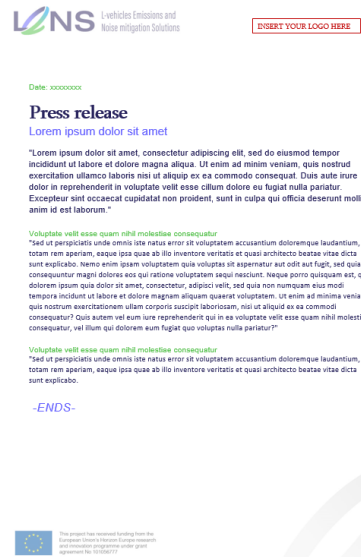 LENS L-vehicles Emissions and
Noise mitigation Solutions
INSERT YOUR LOGO HERE
Date: xxxxxxxx
Press release
Lorem ipsum dolor sit amet
"Lorem ipsum dolor sit amet, consectetur adipiscing elit, sed do eiusmod tempor
incididunt ut labore et dolore magna aliqua. Ut enim ad minim veniam, quis nostrud
exercitation ullamco laboris nisi ut aliquip ex ea commodo consequat. Duis aute irure
dolor in reprehenderit in voluptate velit esse cillum dolore eu fugiat nulla pariatur.
Excepteur sint occaecat cupidatat non proident, sunt in culpa qui officia deserunt molli
anim id est laborum."
Voluptate velit esse quam nihil molestiae consequatur
"Sed ut perspiciatis unde omnis iste natus error sit voluptatem accusantium doloremque laudantium,
totam rem aperiam, eaque ipsa quae ab illo inventore veritatis et quasi architecto beatae vitae dicta
sunt explicabo. Nemo enim ipsam voluptatem quia voluptas sit aspernatur aut odit aut fugit, sed quia
consequuntur magni dolores eos qui ratione voluptatem sequi nesciunt. Neque porro quisquam est, q
dolorem ipsum quia dolor sit amet, consectetur, adipisci velit, sed quia non numquam eius modi
tempora incidunt ut labore et dolore magnam aliquam quaerat voluptatem. Ut enim ad minima venia
quis nostrum exercitationem ullam corporis suscipit laboriosam, nisi ut aliquid ex ea commodi
consequatur? Quis autem vel eum iure reprehenderit qui in ea voluptate velit esse quam nihil molesti
consequatur, vel illum qui dolorem eum fugiat quo voluptas nulla pariatur?"
Voluptate velit esse quam nihil molestiae consequatur
"Sed ut perspiciatis unde omnis iste natus error sit voluptatem accusantium doloremque laudantium,
totam rem aperiam, eaque ipsa quae ab illo inventore veritatis et quasi architecto beatae vitae dicta
sunt explicabo.
-ENDS-
This project has received funding from the
European Union's Horizon Europe research
and innovation programme under grant
agreement No 101056777